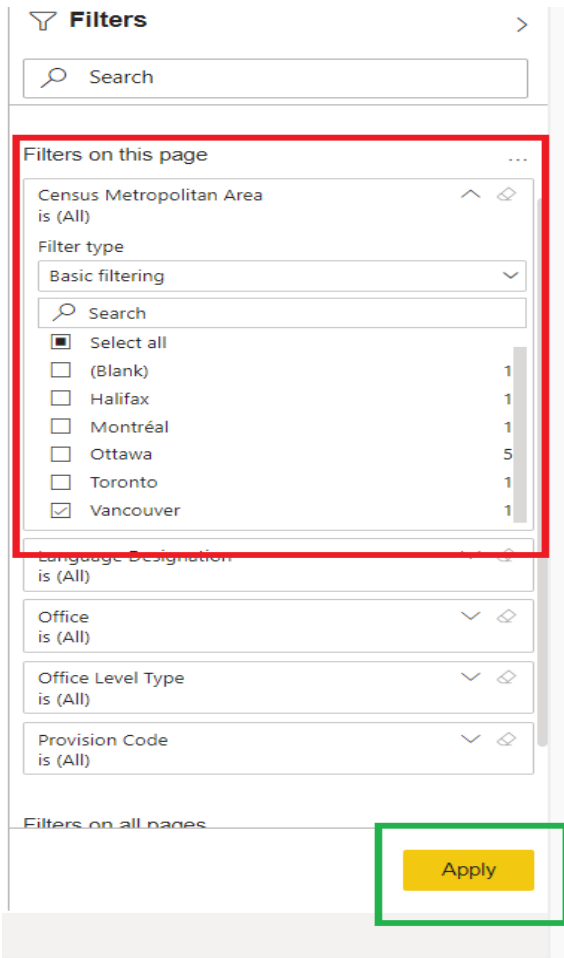 Filters
Search
Filters on this page
...
Census Metropolitan Area
is (All)
Filter type
Basic filtering
Search
Select all
(Blank) 1
Halifax 1
Montréal 1
Ottawa 5
Toronto 1
Vancouver 1
Language Designation
is (All)
Office
is (All)
Office Level Type
is (All)
Provision Code
is (All)
Filters on all pages
Apply